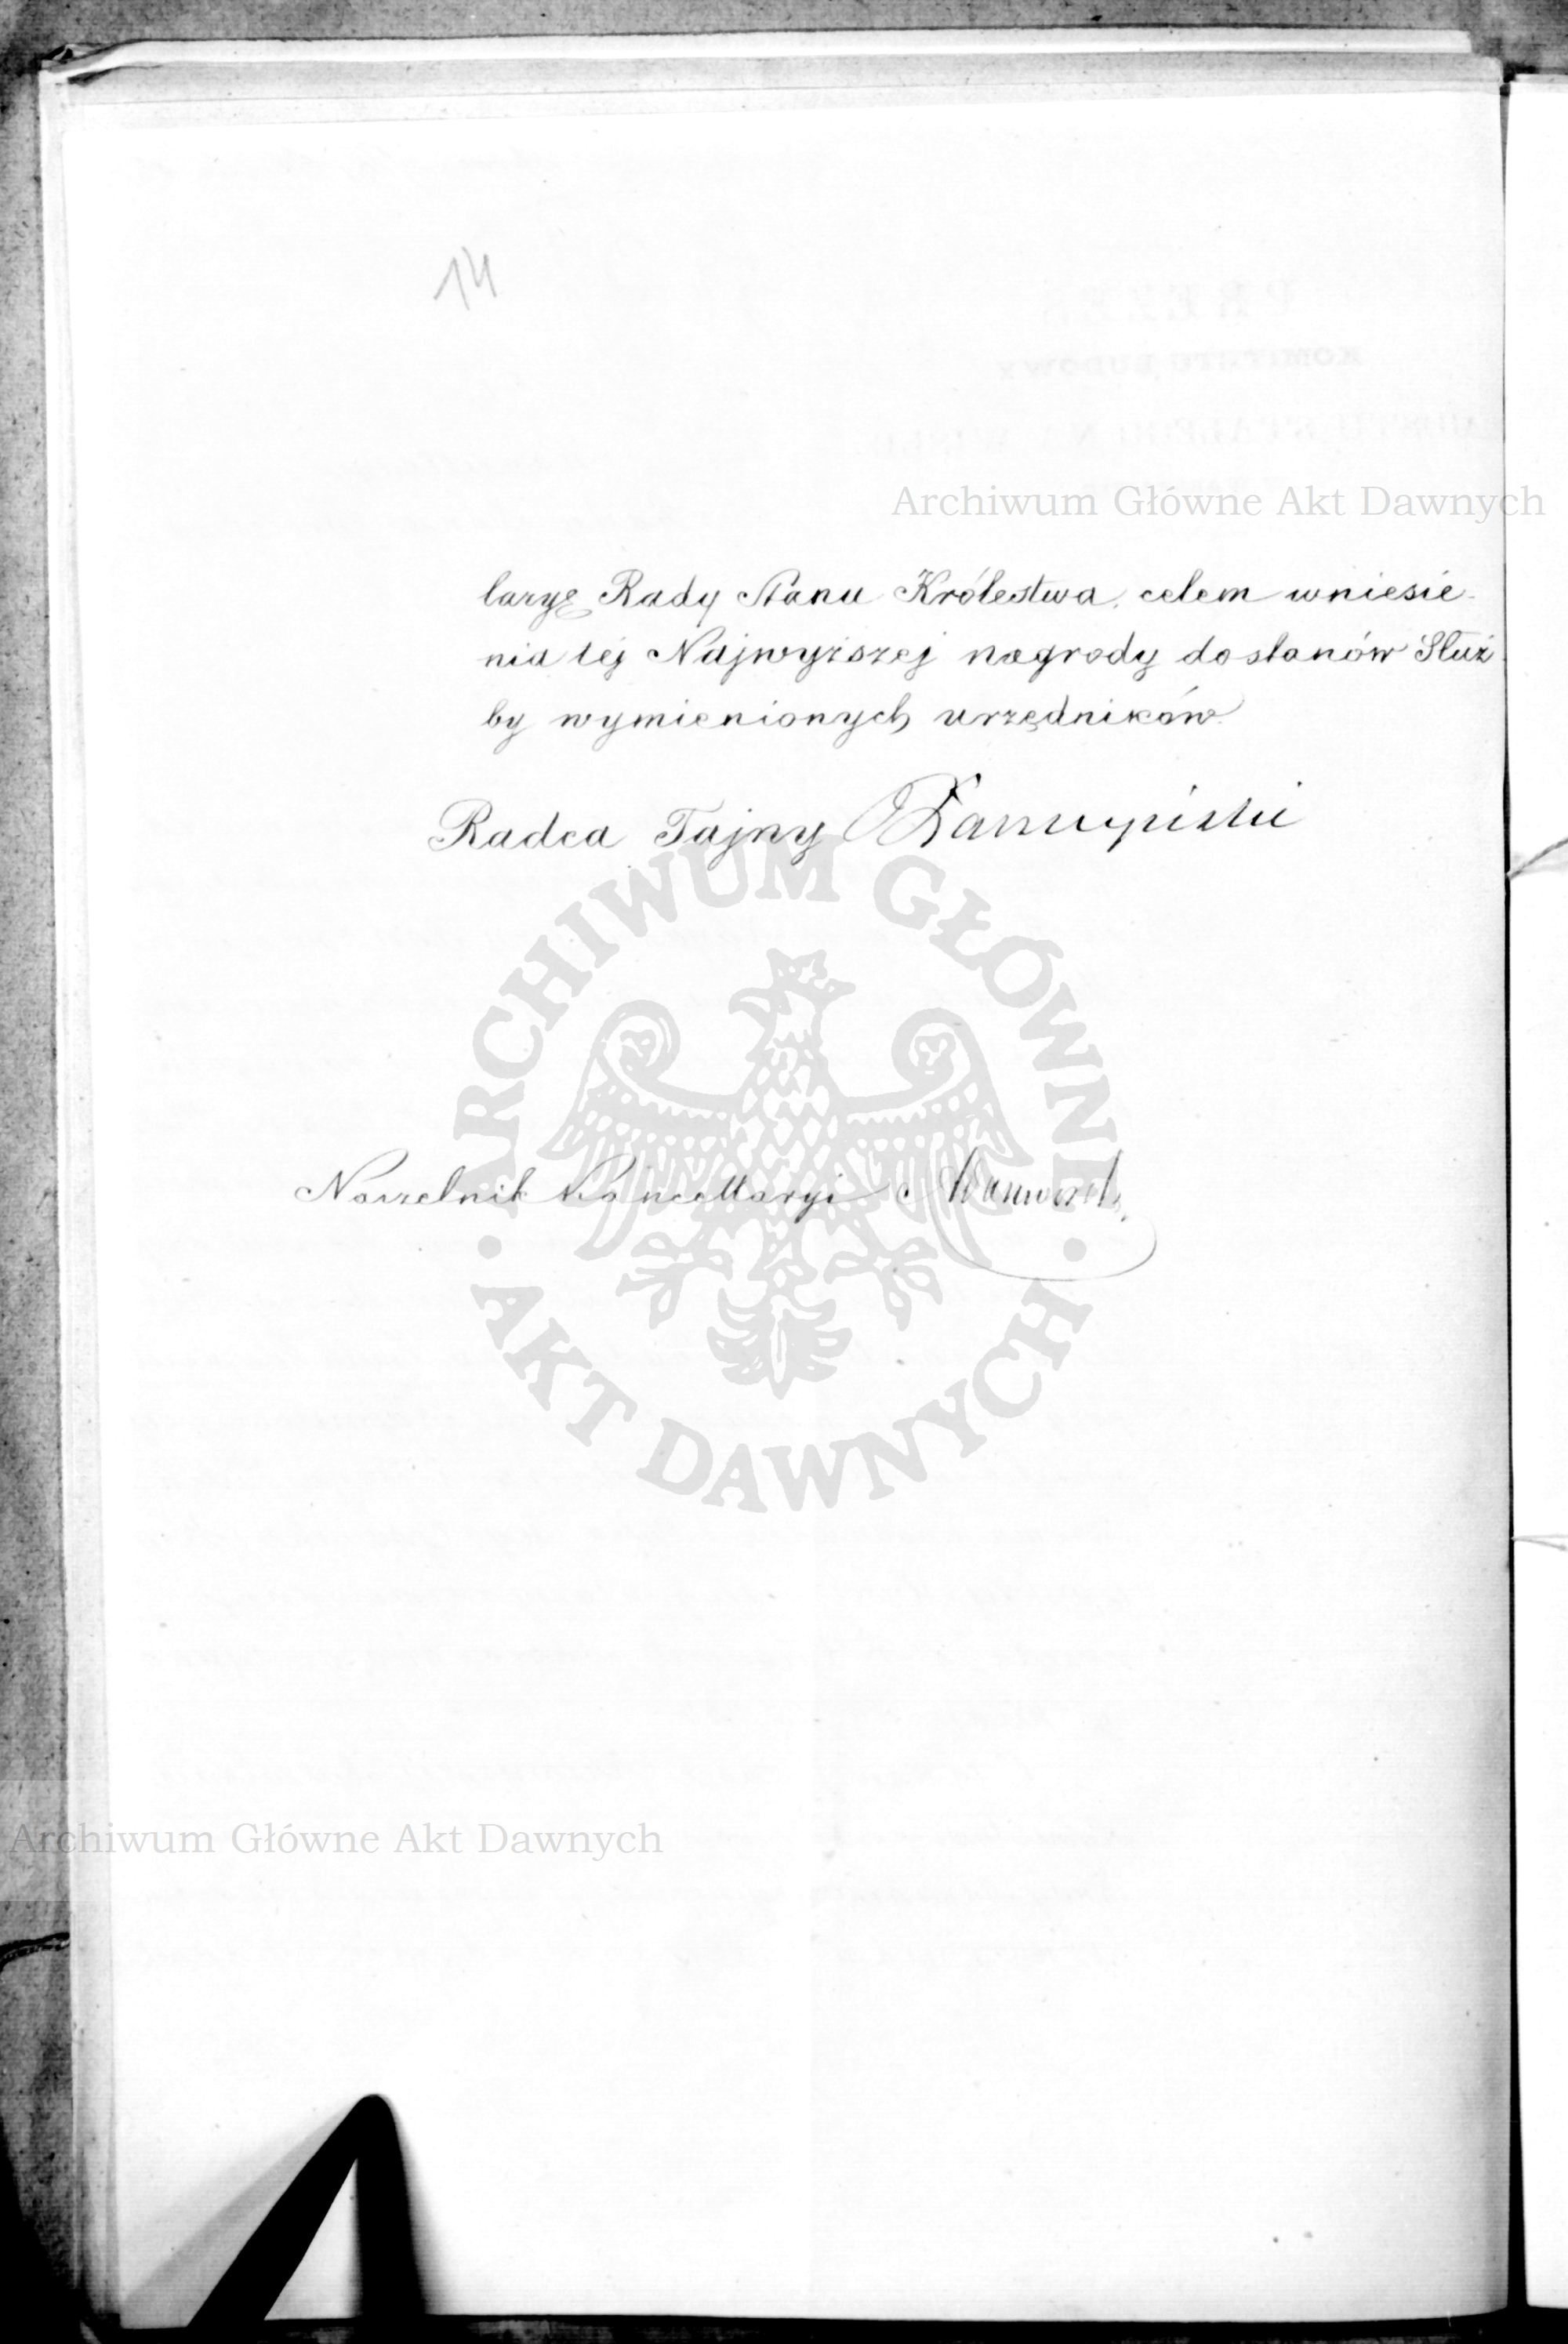 14
Archiwum Główne Akt Dawnych
laryę Rady Stanu Królestwa, celem wniesie-
nia tej Najwyższej nagrody do stanów Służ
by wymienionych urzędników.
Radca Tajny
ARCHIWUM GŁÓWNE
Naczelnik Kancellaryi
AKT DAWNYCH
Archiwum Główne Akt Dawnych